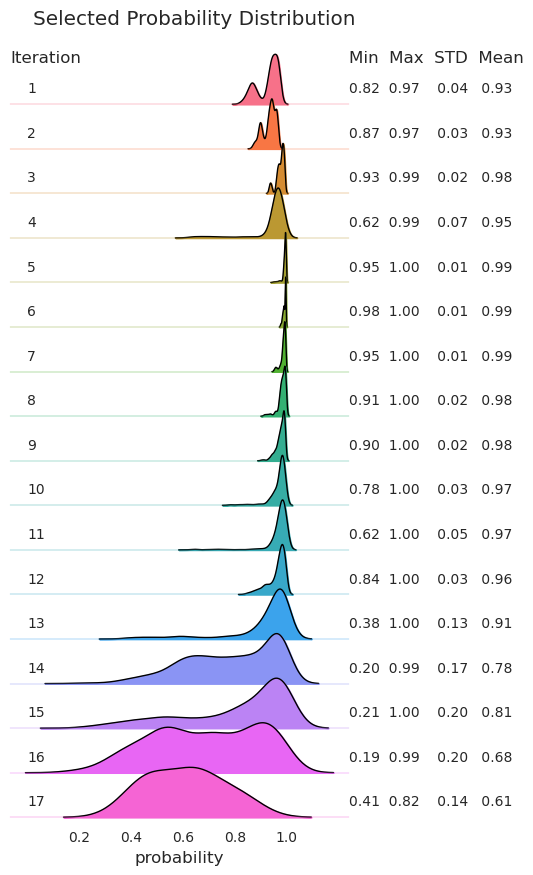 Selected Probability Distribution
Iteration Min Max STD Mean
1 0.82 0.97 0.04 0.93
2 0.87 0.97 0.03 0.93
3 0.93 0.99 0.02 0.98
4 0.62 0.99 0.07 0.95
5 0.95 1.00 0.01 0.99
6 0.98 1.00 0.01 0.99
7 0.95 1.00 0.01 0.99
8 0.91 1.00 0.02 0.98
9 0.90 1.00 0.02 0.98
10 0.78 1.00 0.03 0.97
11 0.62 1.00 0.05 0.97
12 0.84 1.00 0.03 0.96
13 0.38 1.00 0.13 0.91
14 0.20 0.99 0.17 0.78
15 0.21 1.00 0.20 0.81
16 0.19 0.99 0.20 0.68
17 0.41 0.82 0.14 0.61
0.2 0.4 0.6 0.8 1.0
probability